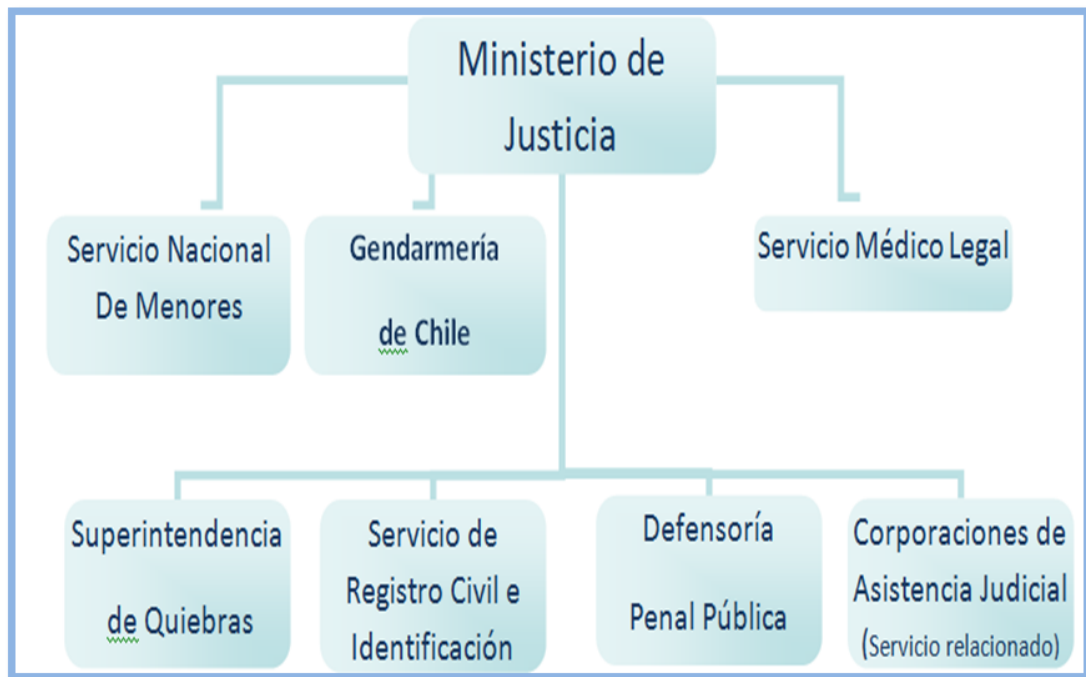 Ministerio de
Justicia
Servicio Nacional
De Menores
Gendarmería
de Chile
Servicio Médico Legal
Superintendencia
de Quiebras
Servicio de
Registro Civil e
Identificación
Defensoría
Penal Pública
Corporaciones de
Asistencia Judicial
(Servicio relacionado)